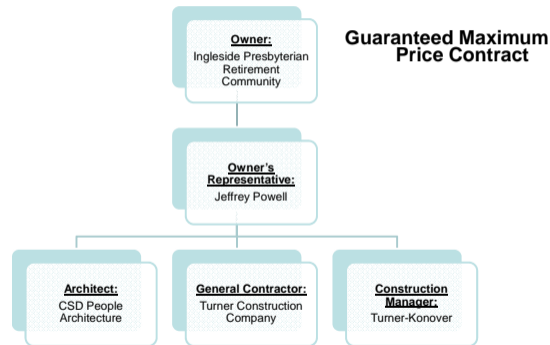 Guaranteed Maximum
Price Contract
Owner:
Ingleside Presbyterian
Retirement
Community
Owner's
Representative:
Jeffrey Powell
Architect:
CSD People
Architecture
General Contractor:
Turner Construction
Company
Construction
Manager:
Turner-Konover